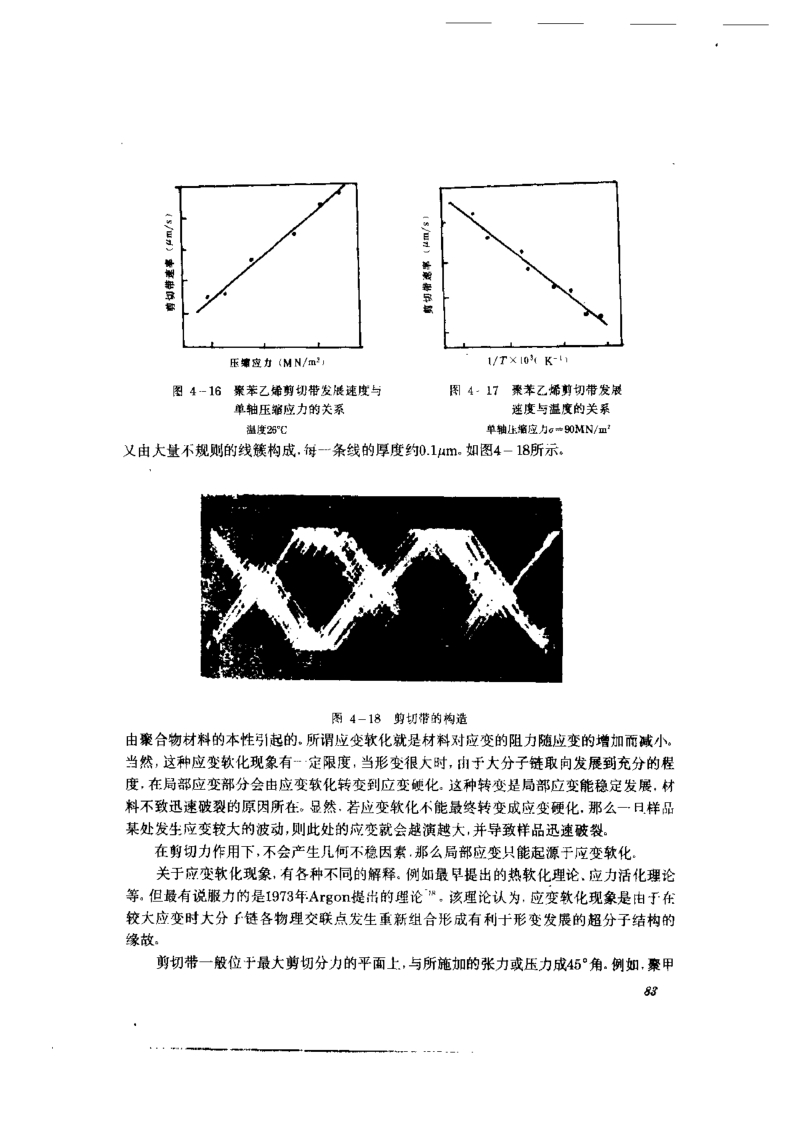 剪切带速率（μm/s）
压缩应力（MN/m²）
图 4-16 聚苯乙烯剪切带发展速度与
单轴压缩应力的关系
温度26℃
剪切带速率（μm/s）
1/T×10³( K⁻¹)
图 4-17 聚苯乙烯剪切带发展
速度与温度的关系
单轴压缩应力σ=90MN/m²
又由大量不规则的线簇构成，每一条线的厚度约0.1μm。如图4-18所示。
图 4-18 剪切带的构造
由聚合物材料的本性引起的。所谓应变软化就是材料对应变的阻力随应变的增加而减小。
当然，这种应变软化现象有一定限度，当形变很大时，由于大分子链取向发展到充分的程
度，在局部应变部分会由应变软化转变到应变硬化。这种转变是局部应变能稳定发展，材
料不致迅速破裂的原因所在。显然，若应变软化不能最终转变成应变硬化，那么一旦样品
某处发生应变较大的波动，则此处的应变就会越演越大，并导致样品迅速破裂。
在剪切力作用下，不会产生几何不稳因素，那么局部应变只能起源于应变软化。
关于应变软化现象，有各种不同的解释。例如最早提出的热软化理论、应力活化理论
等。但最有说服力的是1973年Argon提出的理论。该理论认为，应变软化现象是由于在
较大应变时大分子链各物理交联点发生重新组合形成有利于形变发展的超分子结构的
缘故。
剪切带一般位于最大剪切分力的平面上，与所施加的张力或压力成45°角。例如，聚甲
83